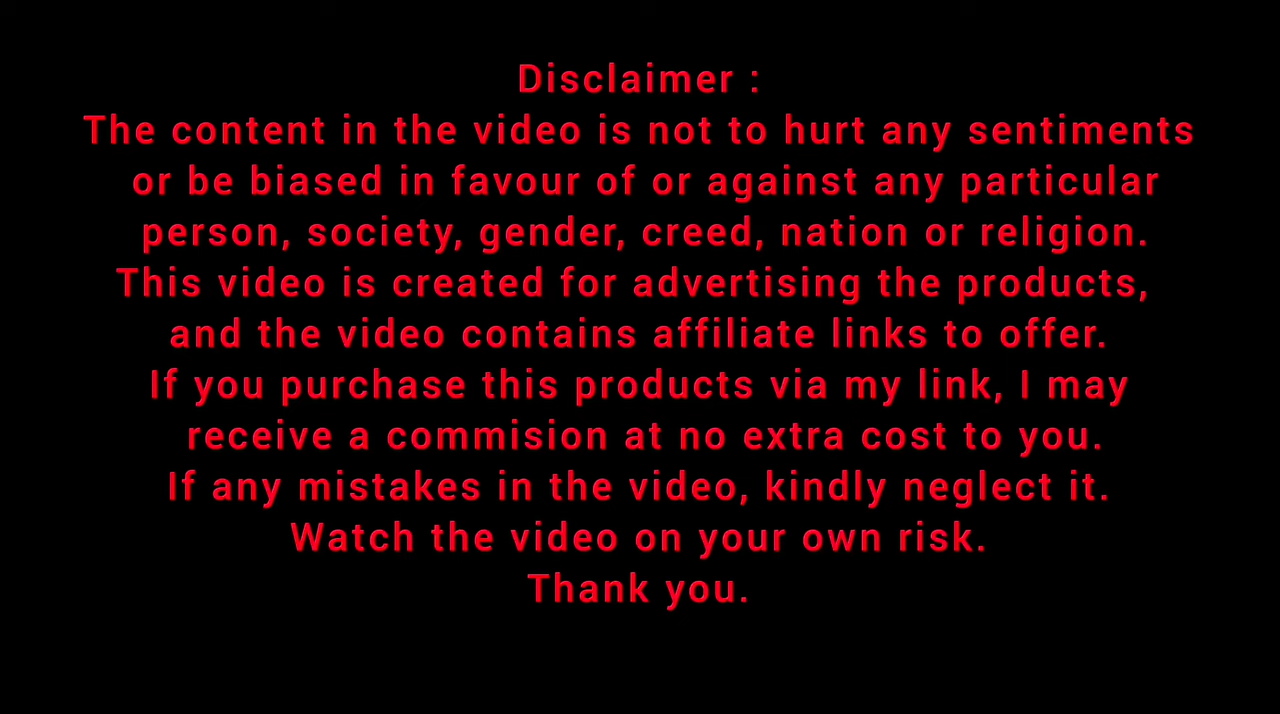 Disclaimer :
The content in the video is not to hurt any sentiments
or be biased in favour of or against any particular
person, society, gender, creed, nation or religion.
This video is created for advertising the products,
and the video contains affiliate links to offer.
If you purchase this products via my link, I may
receive a commision at no extra cost to you.
If any mistakes in the video, kindly neglect it.
Watch the video on your own risk.
Thank you.